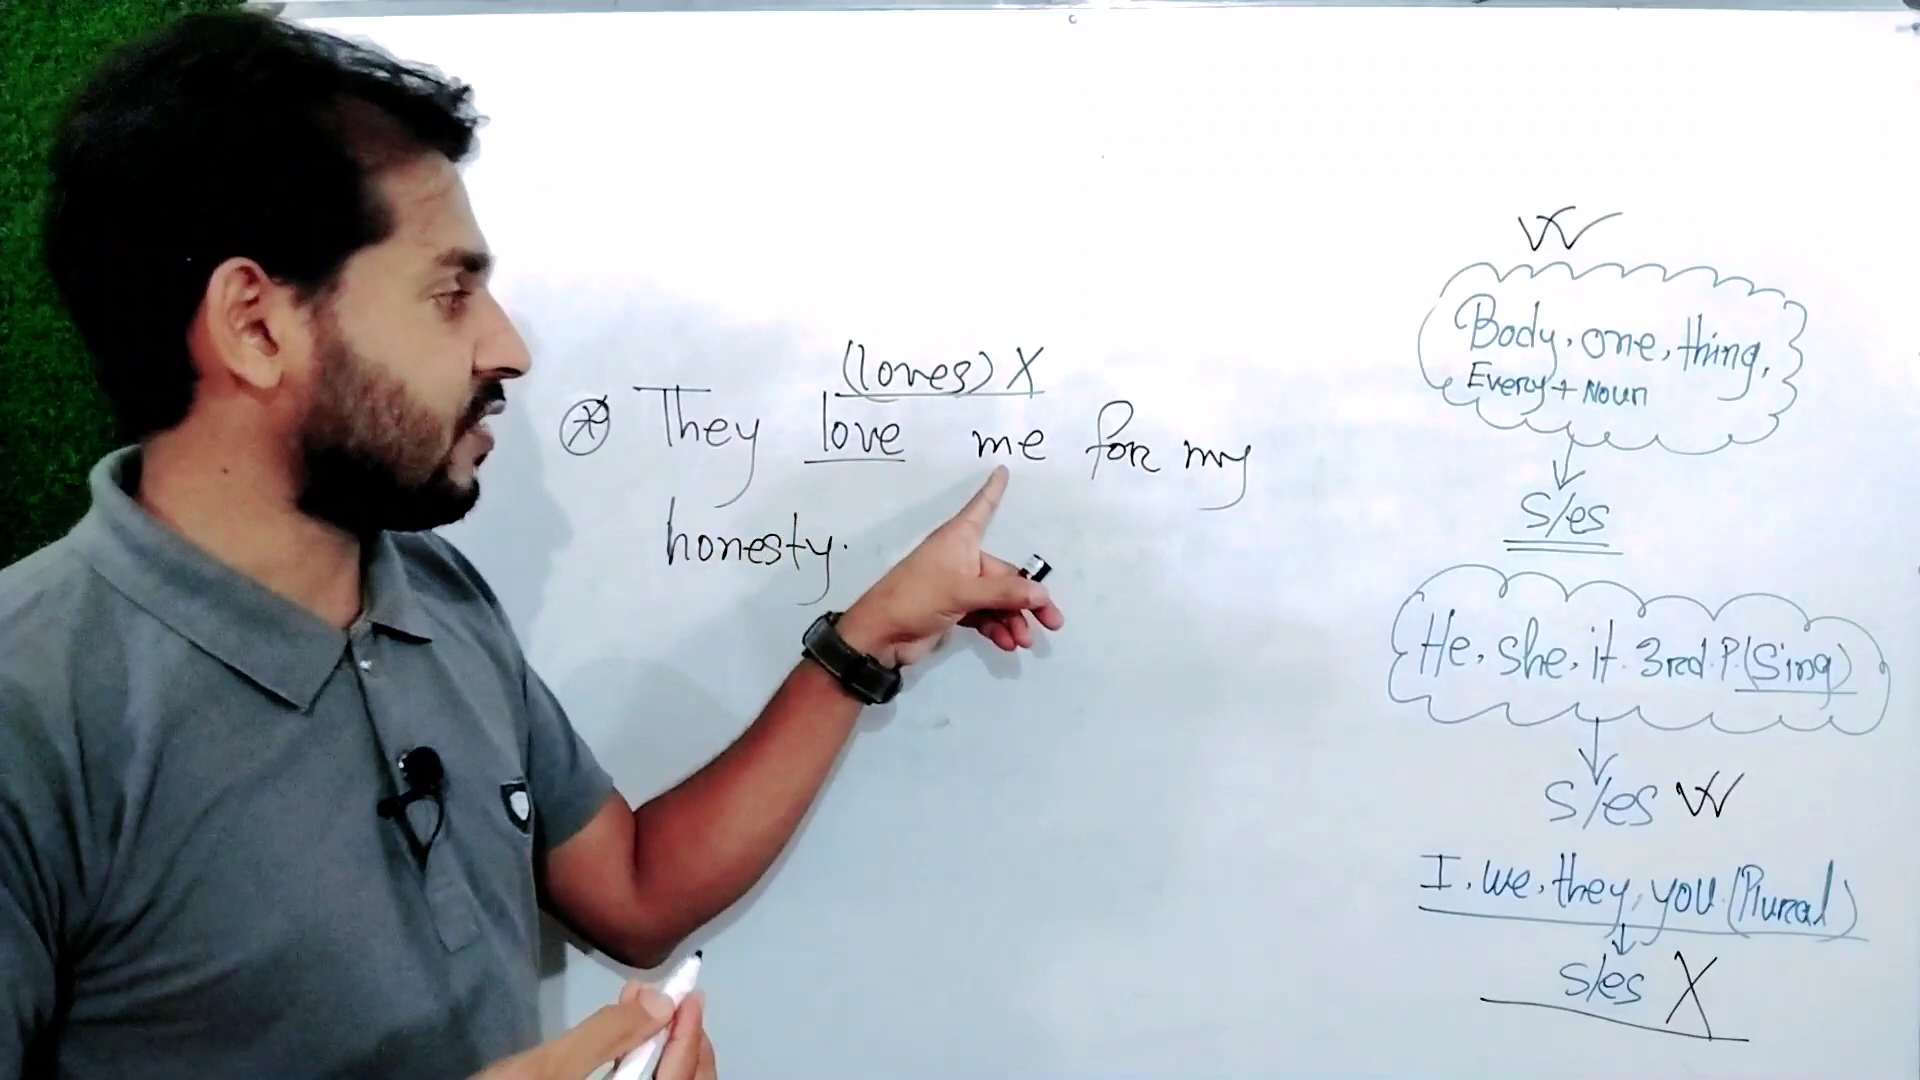 (loves) X
They love me for my
honesty.
Body, one, thing,
Every + Noun
S/es
He, she, it. 3rd. P. (Sing)
S/es
I, we, they, you. (Plural)
S/es X